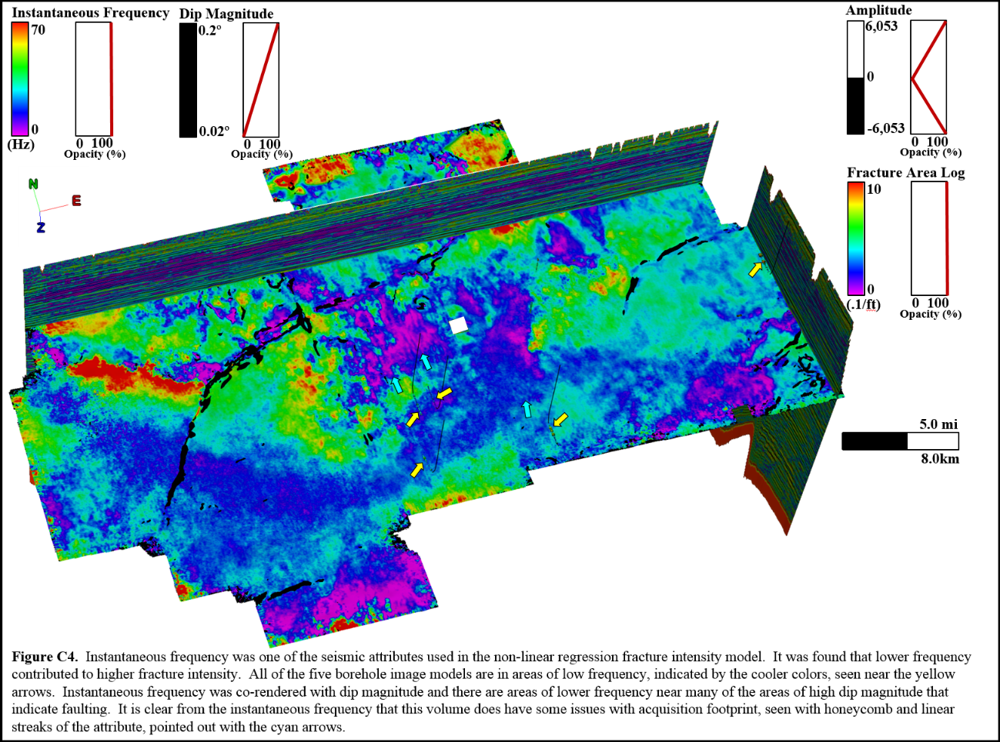 Instantaneous Frequency
70
0
(Hz)
0 100
Opacity (%)
Dip Magnitude
0.2°
0.02°
0 100
Opacity (%)
Amplitude
6,053
0
-6,053
0 100
Opacity (%)
Fracture Area Log
10
0
(.1/ft)
0 100
Opacity (%)
N
E
Z
5.0 mi
8.0km
Figure C4. Instantaneous frequency was one of the seismic attributes used in the non-linear regression fracture intensity model. It was found that lower frequency
contributed to higher fracture intensity. All of the five borehole image models are in areas of low frequency, indicated by the cooler colors, seen near the yellow
arrows. Instantaneous frequency was co-rendered with dip magnitude and there are areas of lower frequency near many of the areas of high dip magnitude that
indicate faulting. It is clear from the instantaneous frequency that this volume does have some issues with acquisition footprint, seen with honeycomb and linear
streaks of the attribute, pointed out with the cyan arrows.